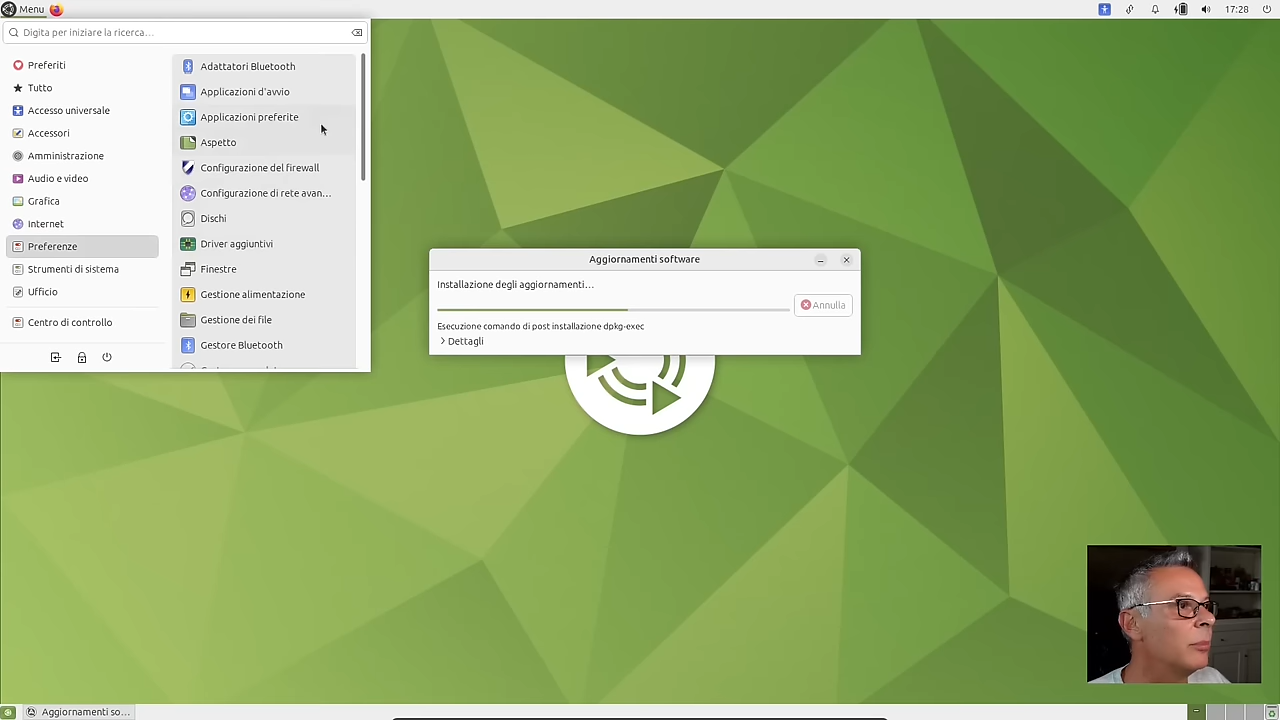 Menu
17:28
Digita per iniziare la ricerca…
Preferiti
Tutto
Accesso universale
Accessori
Amministrazione
Audio e video
Grafica
Internet
Preferenze
Strumenti di sistema
Ufficio
Centro di controllo
Adattatori Bluetooth
Applicazioni d'avvio
Applicazioni preferite
Aspetto
Configurazione del firewall
Configurazione di rete avan…
Dischi
Driver aggiuntivi
Finestre
Gestione alimentazione
Gestione dei file
Gestore Bluetooth
Aggiornamenti software
Installazione degli aggiornamenti…
Annulla
Esecuzione comando di post installazione dpkg-exec
Dettagli
Aggiornamenti so…